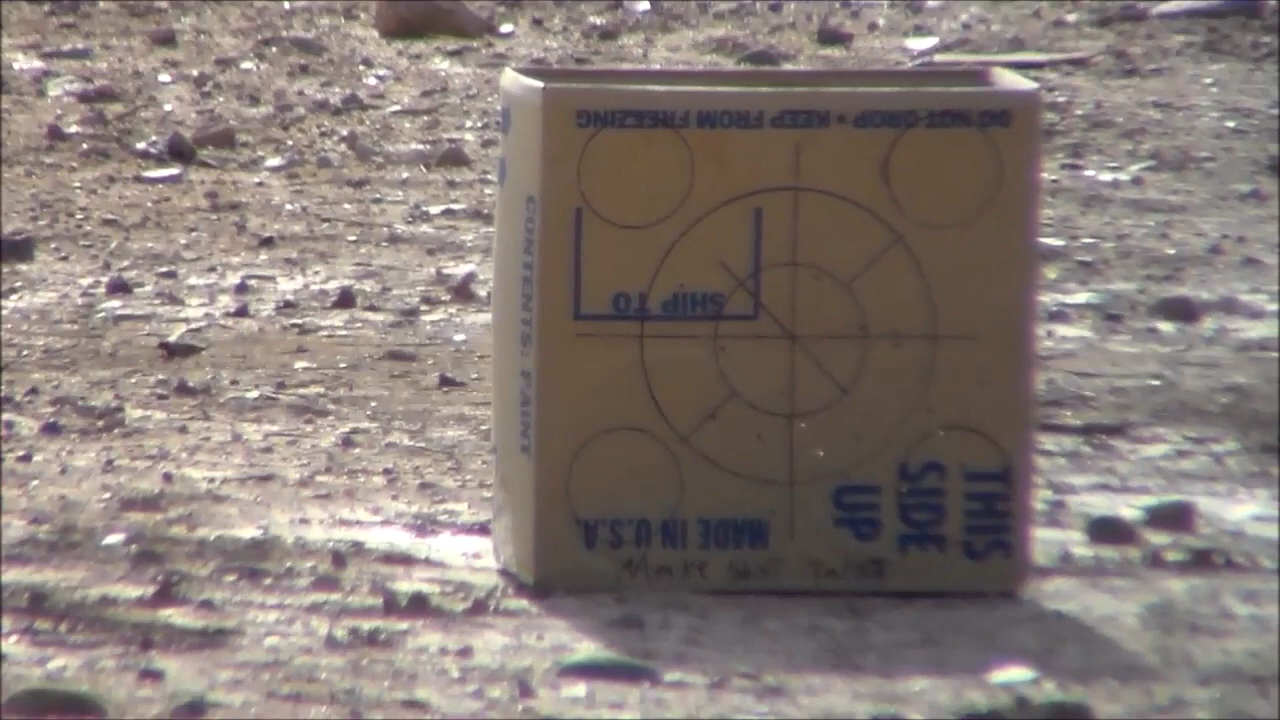 DO NOT DROP • KEEP FROM FREEZING
SHIP TO
CONTENTS: PAINT
THIS
SIDE
UP
MADE IN U.S.A.